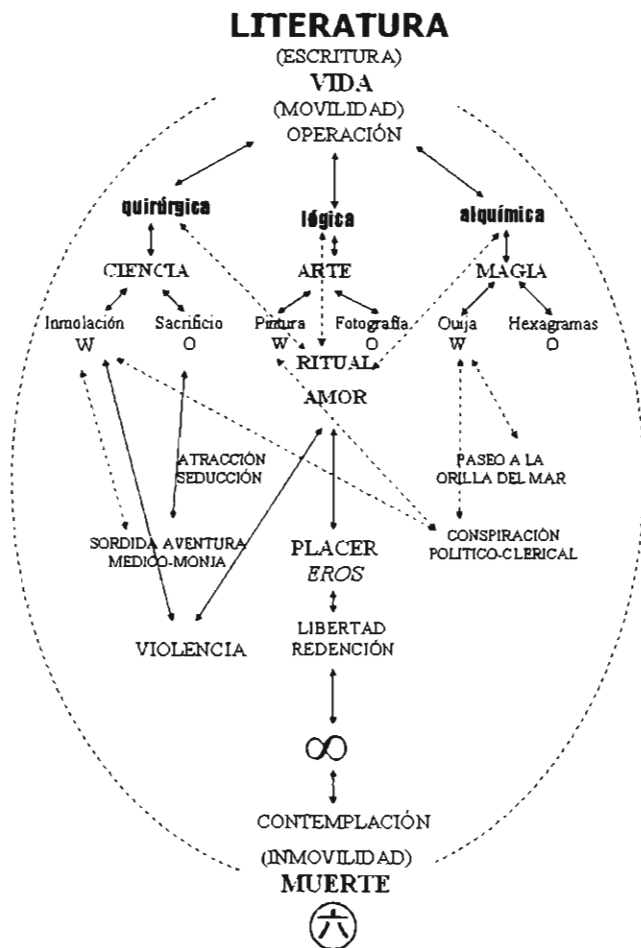 LITERATURA
(ESCRITURA)
VIDA
(MOVILIDAD)
OPERACIÓN
quirúrgica
lógica
alquímica
CIENCIA
ARTE
MAGIA
Inmolación
W
Sacrificio
O
Pintura
W
Fotografía
O
Ouija
W
Hexagramas
O
RITUAL
AMOR
ATRACCIÓN
SEDUCCIÓN
PASEO A LA
ORILLA DEL MAR
SORDIDA AVENTURA
MEDICO-MONJA
PLACER
EROS
CONSPIRACIÓN
POLITICO-CLERICAL
VIOLENCIA
LIBERTAD
REDENCIÓN
∞
CONTEMPLACIÓN
(INMOVILIDAD)
MUERTE
六